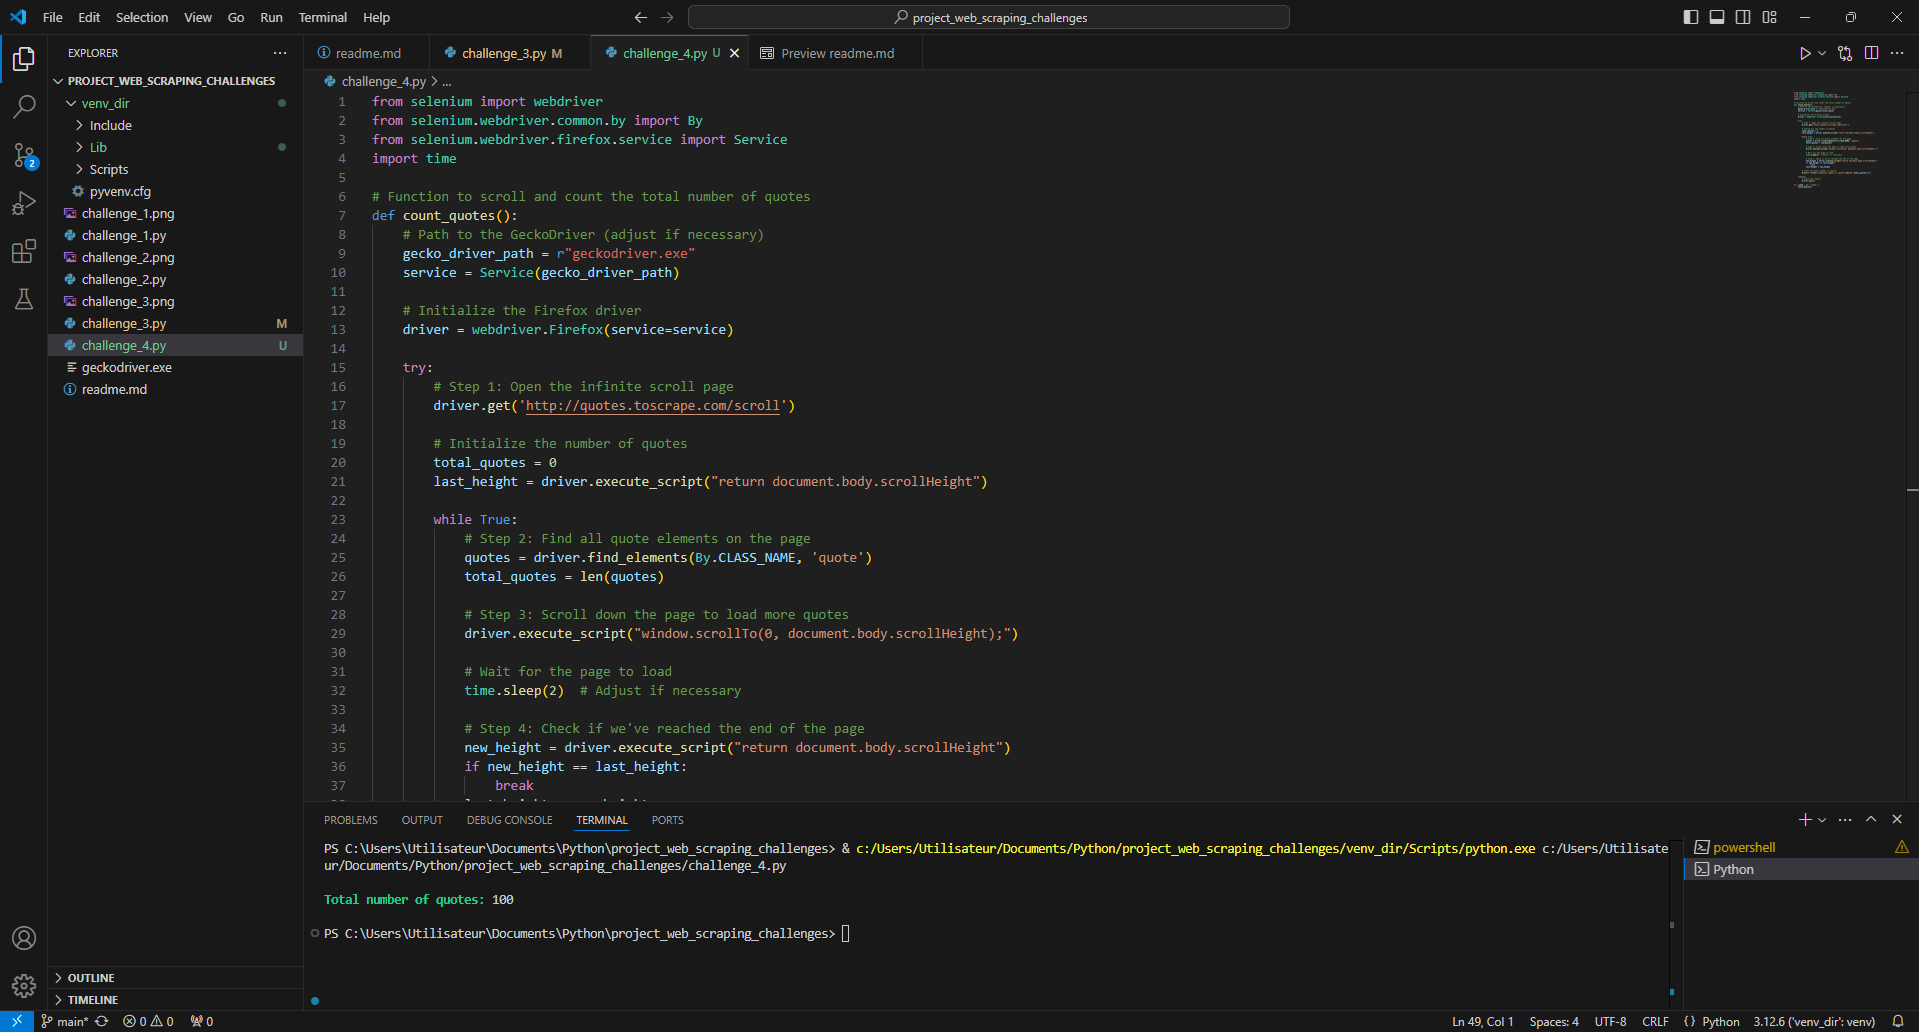 File Edit Selection View Go Run Terminal Help
project_web_scraping_challenges
EXPLORER
PROJECT_WEB_SCRAPING_CHALLENGES
venv_dir
Include
Lib
Scripts
pyvenv.cfg
challenge_1.png
challenge_1.py
challenge_2.png
challenge_2.py
challenge_3.png
challenge_3.py M
challenge_4.py U
geckodriver.exe
readme.md
OUTLINE
TIMELINE
2
readme.md challenge_3.py M challenge_4.py U Preview readme.md
challenge_4.py > ...
1 from selenium import webdriver
2 from selenium.webdriver.common.by import By
3 from selenium.webdriver.firefox.service import Service
4 import time
5
6 # Function to scroll and count the total number of quotes
7 def count_quotes():
8 # Path to the GeckoDriver (adjust if necessary)
9 gecko_driver_path = r"geckodriver.exe"
10 service = Service(gecko_driver_path)
11
12 # Initialize the Firefox driver
13 driver = webdriver.Firefox(service=service)
14
15 try:
16 # Step 1: Open the infinite scroll page
17 driver.get('http://quotes.toscrape.com/scroll')
18
19 # Initialize the number of quotes
20 total_quotes = 0
21 last_height = driver.execute_script("return document.body.scrollHeight")
22
23 while True:
24 # Step 2: Find all quote elements on the page
25 quotes = driver.find_elements(By.CLASS_NAME, 'quote')
26 total_quotes = len(quotes)
27
28 # Step 3: Scroll down the page to load more quotes
29 driver.execute_script("window.scrollTo(0, document.body.scrollHeight);")
30
31 # Wait for the page to load
32 time.sleep(2) # Adjust if necessary
33
34 # Step 4: Check if we've reached the end of the page
35 new_height = driver.execute_script("return document.body.scrollHeight")
36 if new_height == last_height:
37 break
PROBLEMS OUTPUT DEBUG CONSOLE TERMINAL PORTS
PS C:\Users\Utilisateur\Documents\Python\project_web_scraping_challenges> & c:/Users/Utilisateur/Documents/Python/project_web_scraping_challenges/venv_dir/Scripts/python.exe c:/Users/Utilisate
ur/Documents/Python/project_web_scraping_challenges/challenge_4.py
Total number of quotes: 100
PS C:\Users\Utilisateur\Documents\Python\project_web_scraping_challenges>
powershell
Python
main* 0 0 0 Ln 49, Col 1 Spaces: 4 UTF-8 CRLF { } Python 3.12.6 ('venv_dir': venv)